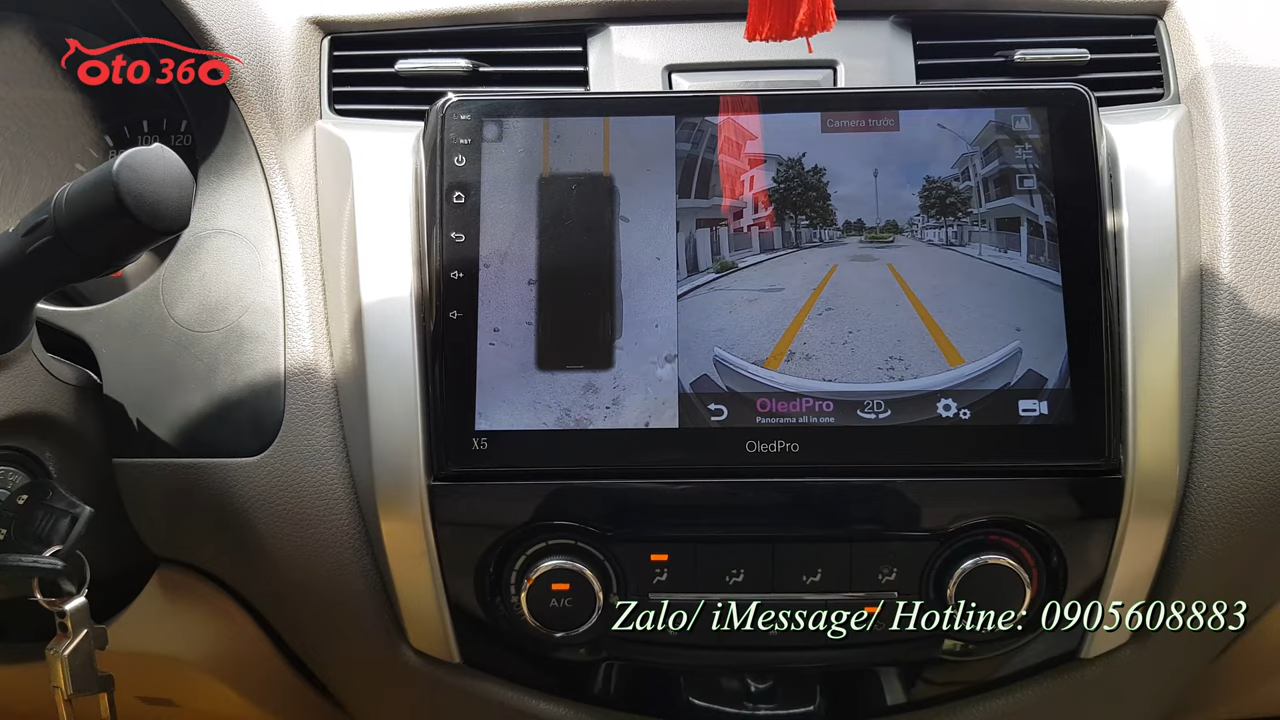 oto360
80 100 120
MIC
RST
Camera trước
OledPro
Panorama all in one
2D
X5
OledPro
A/C
Zalo/ iMessage/ Hotline: 0905608883